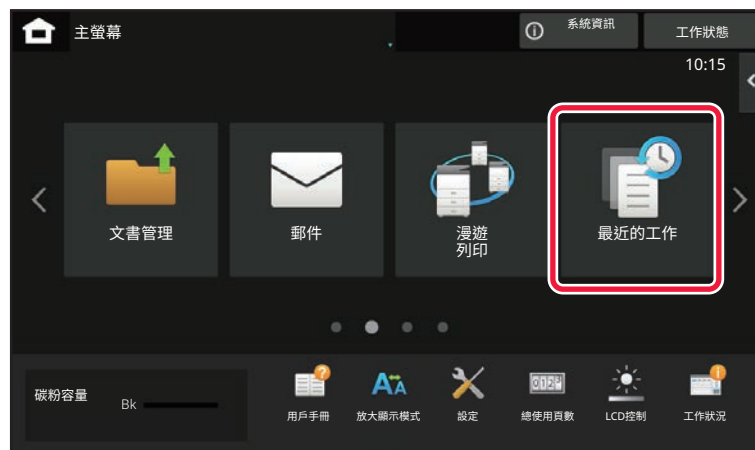 主螢幕
系統資訊
工作狀態
10:15
文書管理
郵件
漫遊
列印
最近的工作
碳粉容量
Bk
用戶手冊
放大顯示模式
設定
總使用頁數
LCD控制
工作狀況